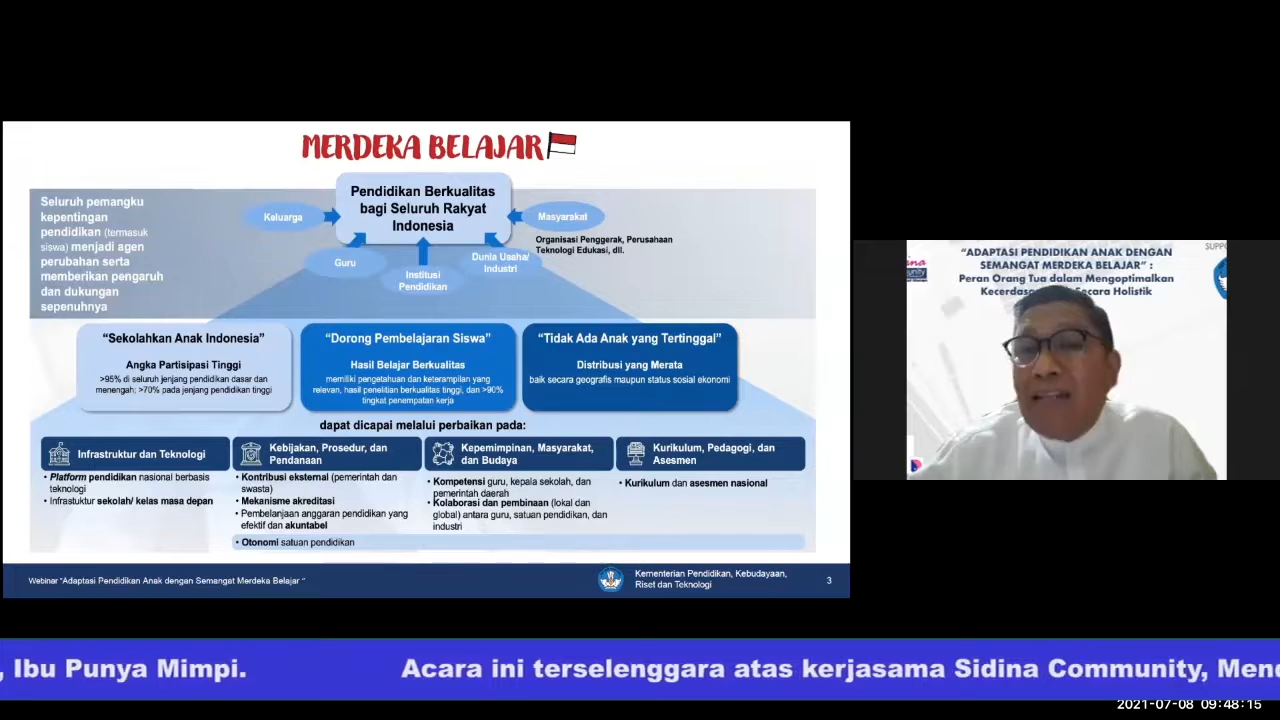 MERDEKA BELAJAR
Seluruh pemangku
kepentingan
pendidikan (termasuk
siswa) menjadi agen
perubahan serta
memberikan pengaruh
dan dukungan
sepenuhnya
Pendidikan Berkualitas
bagi Seluruh Rakyat
Indonesia
Keluarga
Guru
Institusi
Pendidikan
Dunia Usaha/
Industri
Masyarakat
Organisasi Penggerak, Perusahaan
Teknologi Edukasi, dll.
“Sekolahkan Anak Indonesia”
Angka Partisipasi Tinggi
>95% di seluruh jenjang pendidikan dasar dan
menengah; >70% pada jenjang pendidikan tinggi
“Dorong Pembelajaran Siswa”
Hasil Belajar Berkualitas
memiliki pengetahuan dan keterampilan yang
relevan, hasil penelitian berkualitas tinggi, dan >90%
tingkat penempatan kerja
“Tidak Ada Anak yang Tertinggal”
Distribusi yang Merata
baik secara geografis maupun status sosial ekonomi
dapat dicapai melalui perbaikan pada:
Infrastruktur dan Teknologi
• Platform pendidikan nasional berbasis
teknologi
• infrastuktur sekolah/ kelas masa depan
Kebijakan, Prosedur, dan
Pendanaan
• Kontribusi eksternal (pemerintah dan
swasta)
• Mekanisme akreditasi
• Pembelanjaan anggaran pendidikan yang
efektif dan akuntabel
Kepemimpinan, Masyarakat,
dan Budaya
• Kompetensi guru, kepala sekolah, dan
pemerintah daerah
• Kolaborasi dan pembinaan (lokal dan
global) antara guru, satuan pendidikan, dan
industri
Kurikulum, Pedagogi, dan
Asesmen
• Kurikulum dan asesmen nasional
• Otonomi satuan pendidikan
Webinar “Adaptasi Pendidikan Anak dengan Semangat Merdeka Belajar ”
Kementerian Pendidikan, Kebudayaan,
Riset dan Teknologi
3
“ADAPTASI PENDIDIKAN ANAK DENGAN
SEMANGAT MERDEKA BELAJAR” :
Peran Orang Tua dalam Mengoptimalkan
Secara Holistik
, Ibu Punya Mimpi.
Acara ini terselenggara atas kerjasama Sidina Community,
2021-07-08 09:48:15